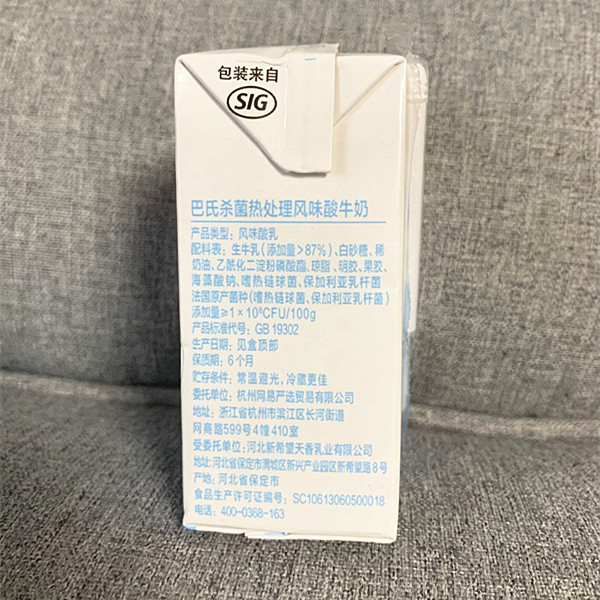 包装来自
SIG
巴氏杀菌热处理风味酸牛奶
产品类型：风味酸乳
配料表：生牛乳（添加量＞87%）、白砂糖、稀
奶油、乙酰化二淀粉磷酸酯、琼脂、明胶、果胶、
海藻酸钠、嗜热链球菌、保加利亚乳杆菌
法国原产菌种（嗜热链球菌、保加利亚乳杆菌）
添加量≥1×10⁶CFU/100g
产品标准代号：GB 19302
生产日期：见盒顶部
保质期：6个月
贮存条件：常温避光，冷藏更佳
委托单位：杭州网易严选贸易有限公司
地址：浙江省杭州市滨江区长河街道
网商路599号4幢410室
受委托单位：河北新希望天香乳业有限公司
地址：河北省保定市满城区新兴产业园区新希望路8号
产地：河北省保定市
食品生产许可证编号：SC10613060500018
电话：400-0368-163